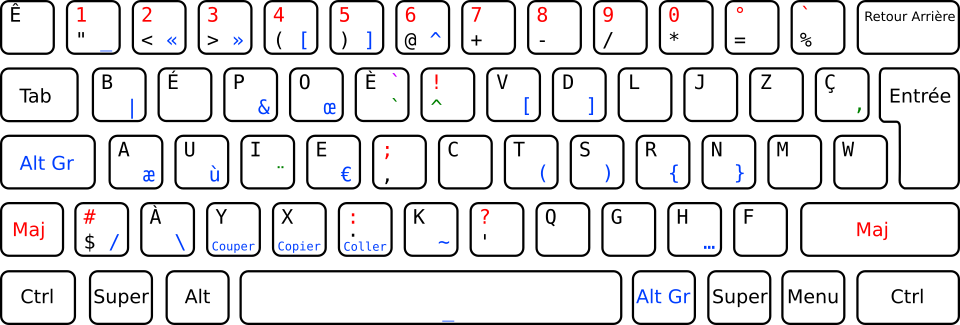 Ê 1 2 3 4 5 6 7 8 9 0 ° ` Retour Arrière
" _ < « > » ( [ ) ] @ ^ + - / * = %
Tab B É P O È ` ! V D L J Z Ç Entrée
| & œ ` ^ [ ] ,
Alt Gr A U I E ; C T S R N M W
æ ù ¨ € , ( ) { }
Maj # À Y X : K ? Q G H F Maj
$ / \ Couper Copier . Coller ~ ' …
Ctrl Super Alt _ Alt Gr Super Menu Ctrl